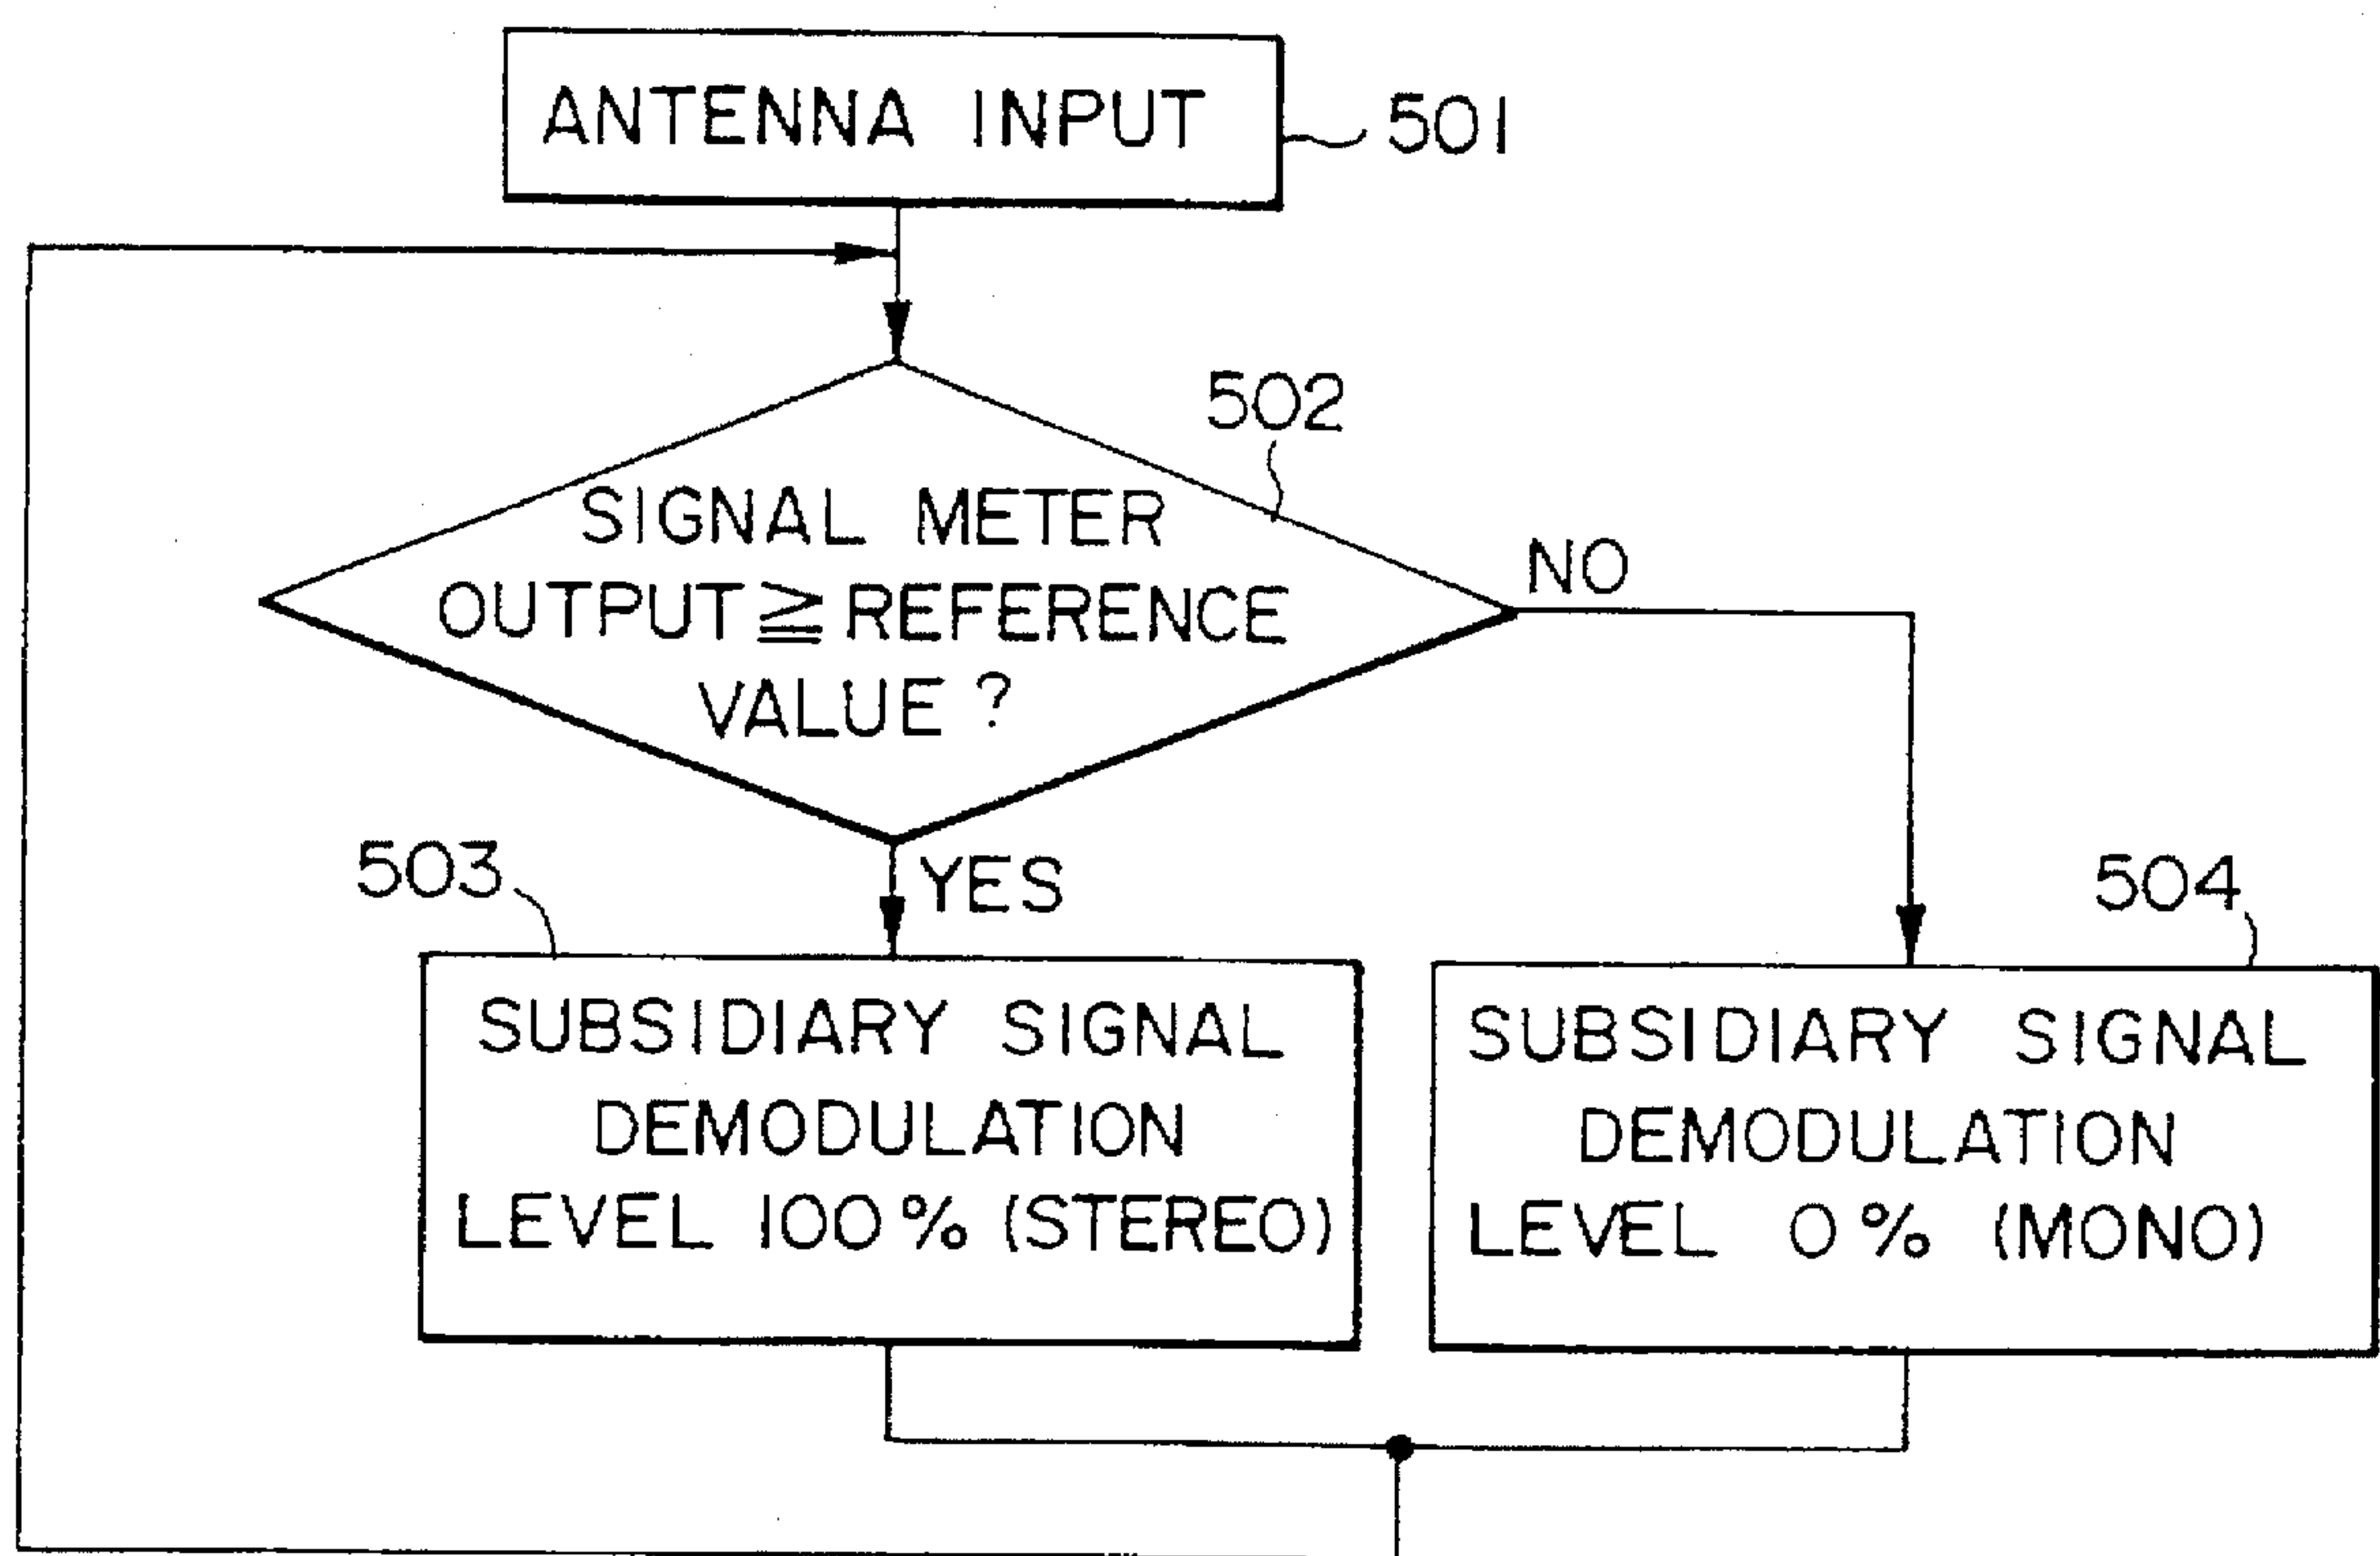 ANTENNA INPUT
501
502
SIGNAL METER
OUTPUT ≧ REFERENCE
VALUE ?
NO
YES
503
SUBSIDIARY SIGNAL
DEMODULATION
LEVEL 100% (STEREO)
504
SUBSIDIARY SIGNAL
DEMODULATION
LEVEL 0% (MONO)